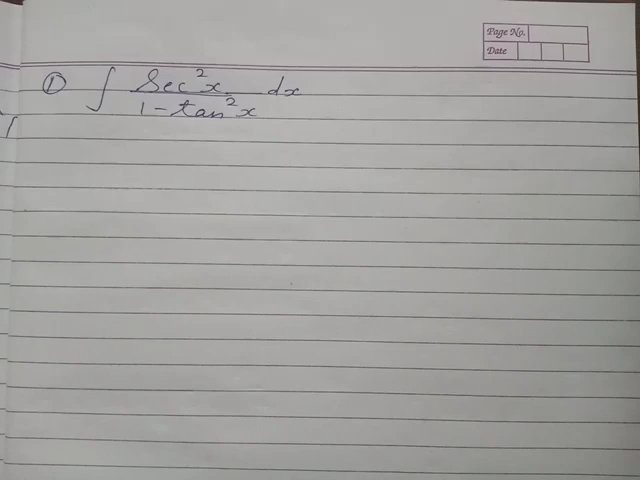 Page No.
Date
① ∫ Sec²x / 1 - tan²x dx